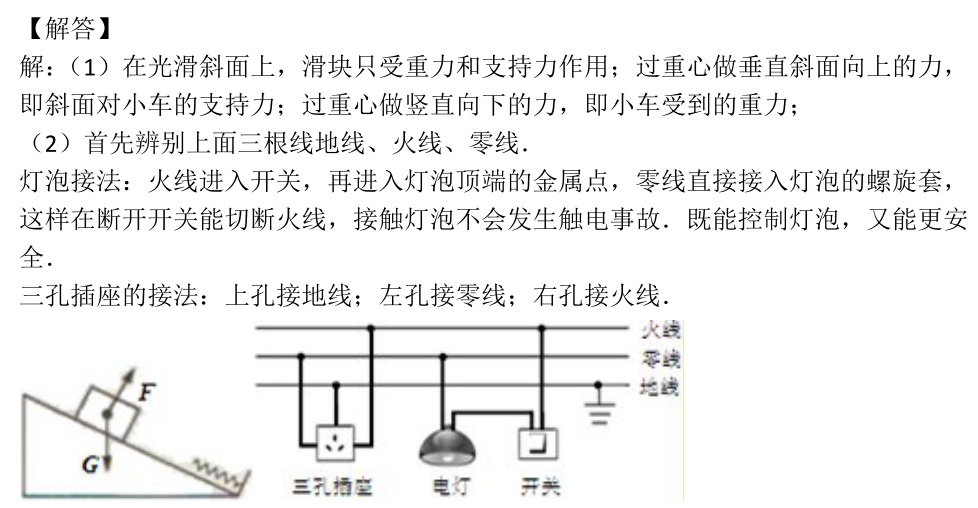 【解答】
解：（1）在光滑斜面上，滑块只受重力和支持力作用；过重心做垂直斜面向上的力，
即斜面对小车的支持力；过重心做竖直向下的力，即小车受到的重力；
（2）首先辨别上面三根线地线、火线、零线．
灯泡接法：火线进入开关，再进入灯泡顶端的金属点，零线直接接入灯泡的螺旋套，
这样在断开开关能切断火线，接触灯泡不会发生触电事故．既能控制灯泡，又能更安
全．
三孔插座的接法：上孔接地线；左孔接零线；右孔接火线．
火线
零线
地线
F
G
三孔插座 电灯 开关